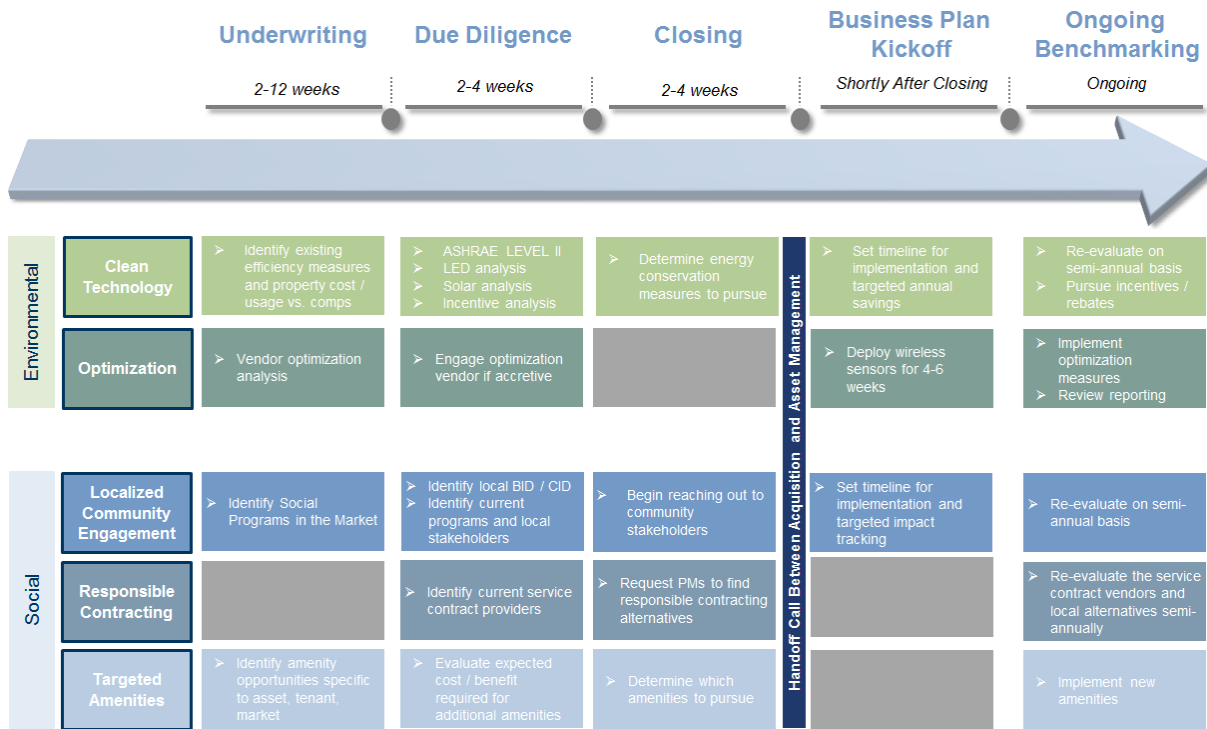 Underwriting
Due Diligence
Closing
Business Plan
Kickoff
Ongoing
Benchmarking
2-12 weeks
2-4 weeks
2-4 weeks
Shortly After Closing
Ongoing
Environmental
Clean
Technology
➢ Identify existing
efficiency measures
and property cost /
usage vs. comps
➢ ASHRAE LEVEL II
➢ LED analysis
➢ Solar analysis
➢ Incentive analysis
➢ Determine energy
conservation
measures to pursue
➢ Set timeline for
implementation and
targeted annual
savings
➢ Re-evaluate on
semi-annual basis
➢ Pursue incentives /
rebates
Optimization
➢ Vendor optimization
analysis
➢ Engage optimization
vendor if accretive
➢ Deploy wireless
sensors for 4-6
weeks
➢ Implement
optimization
measures
➢ Review reporting
Handoff Call Between Acquisition and Asset Management
Social
Localized
Community
Engagement
➢ Identify Social
Programs in the Market
➢ Identify local BID / CID
➢ Identify current
programs and local
stakeholders
➢ Begin reaching out to
community
stakeholders
➢ Set timeline for
implementation and
targeted impact
tracking
➢ Re-evaluate on semi-
annual basis
Responsible
Contracting
➢ Identify current service
contract providers
➢ Request PMs to find
responsible contracting
alternatives
➢ Re-evaluate the service
contract vendors and
local alternatives semi-
annually
Targeted
Amenities
➢ Identify amenity
opportunities specific
to asset, tenant,
market
➢ Evaluate expected
cost / benefit
required for
additional amenities
➢ Determine which
amenities to pursue
➢ Implement new
amenities